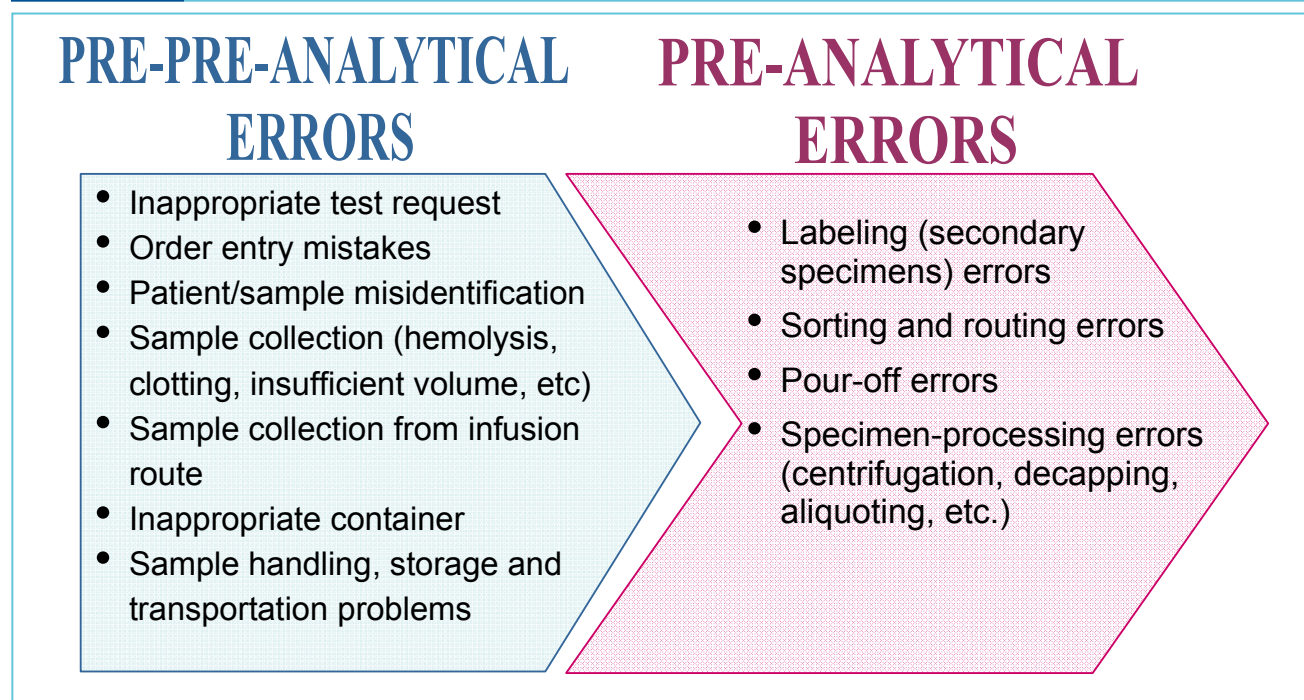 PRE-PRE-ANALYTICAL
ERRORS
• Inappropriate test request
• Order entry mistakes
• Patient/sample misidentification
• Sample collection (hemolysis,
clotting, insufficient volume, etc)
• Sample collection from infusion
route
• Inappropriate container
• Sample handling, storage and
transportation problems
PRE-ANALYTICAL
ERRORS
• Labeling (secondary
specimens) errors
• Sorting and routing errors
• Pour-off errors
• Specimen-processing errors
(centrifugation, decapping,
aliquoting, etc.)